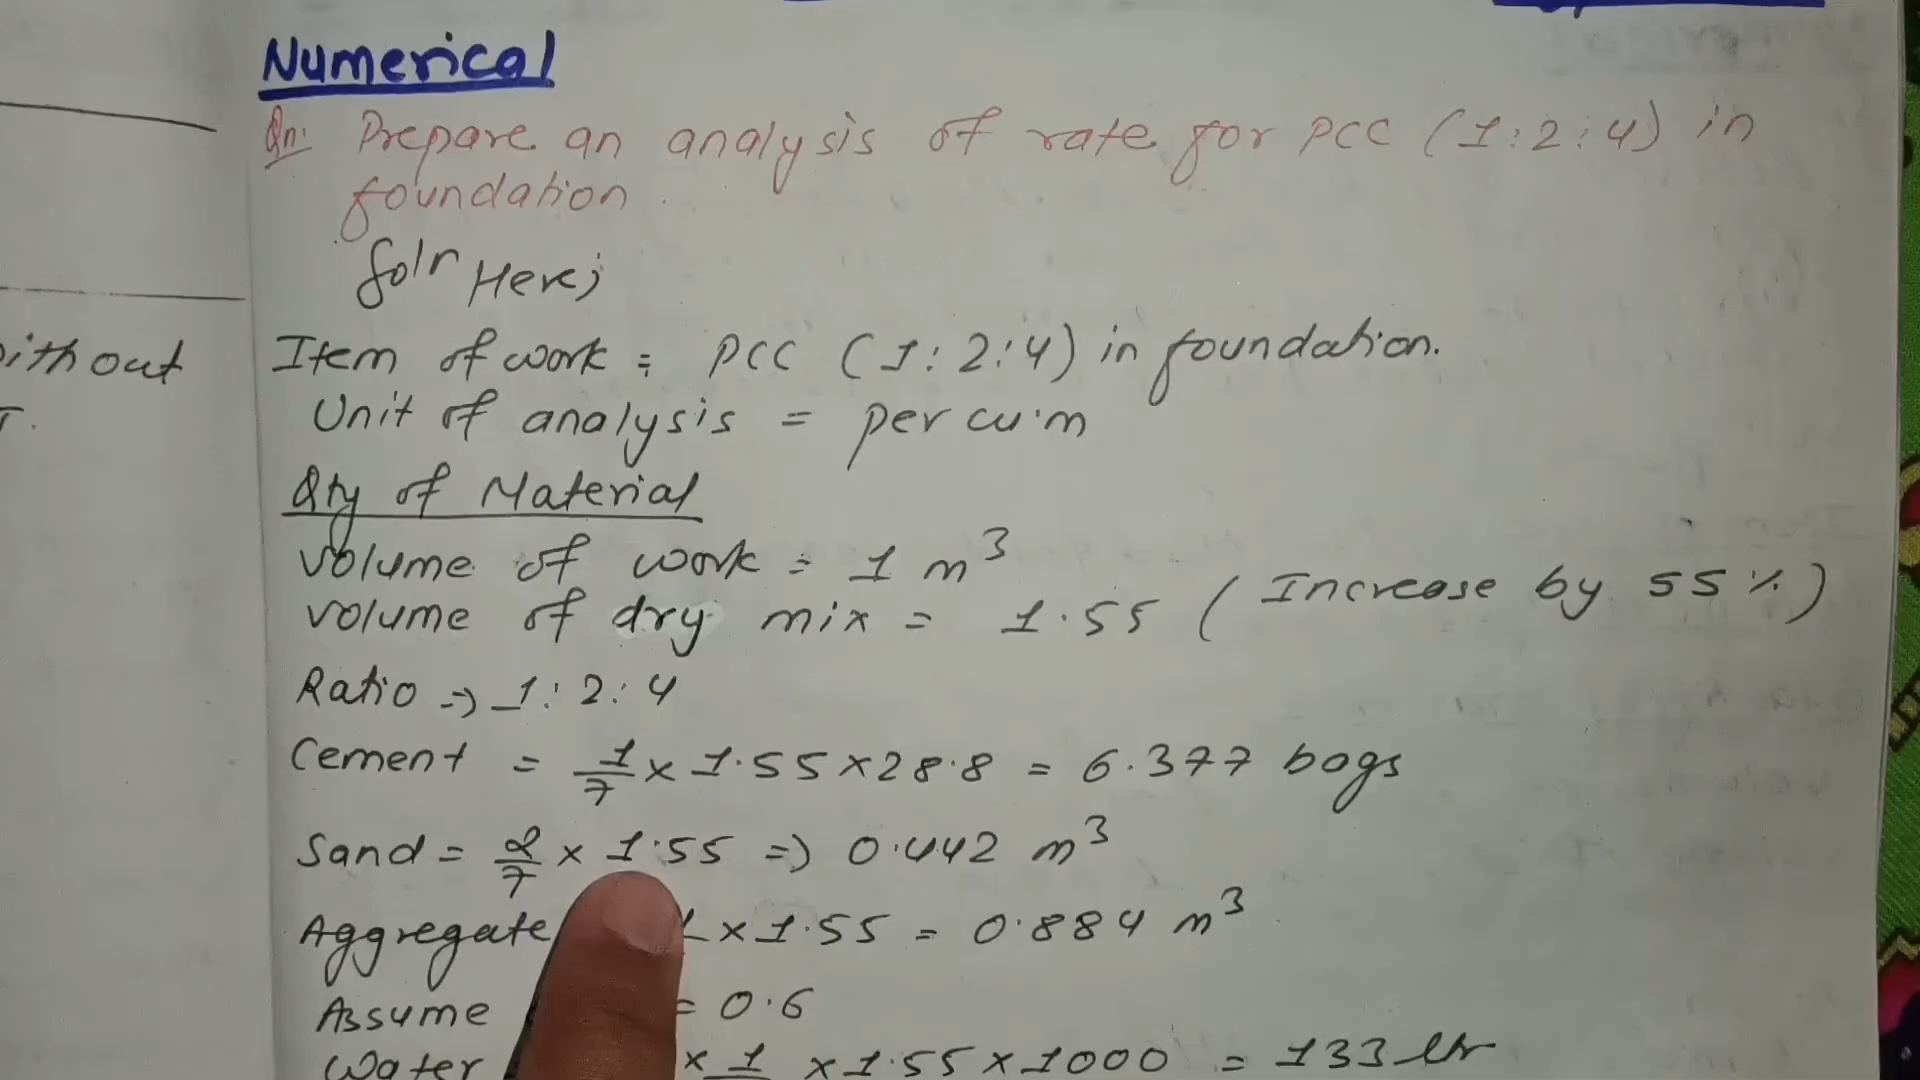 Numerical
Qn: Prepare an analysis of rate for PCC (1:2:4) in
foundation.
Soln Here;
Item of work = PCC (1:2:4) in foundation.
Unit of analysis = per cu.m
Qty of Material
Volume of work = 1 m³
Volume of dry mix = 1.55 (Increase by 55%)
Ratio => 1:2:4
Cement = 1/7 x 1.55 x 28.8 = 6.377 bags
Sand = 2/7 x 1.55 => 0.442 m³
Aggregate x 1.55 = 0.884 m³
Assume = 0.6
Water x 1 x 1.55 x 1000 = 133 ltr
ithout